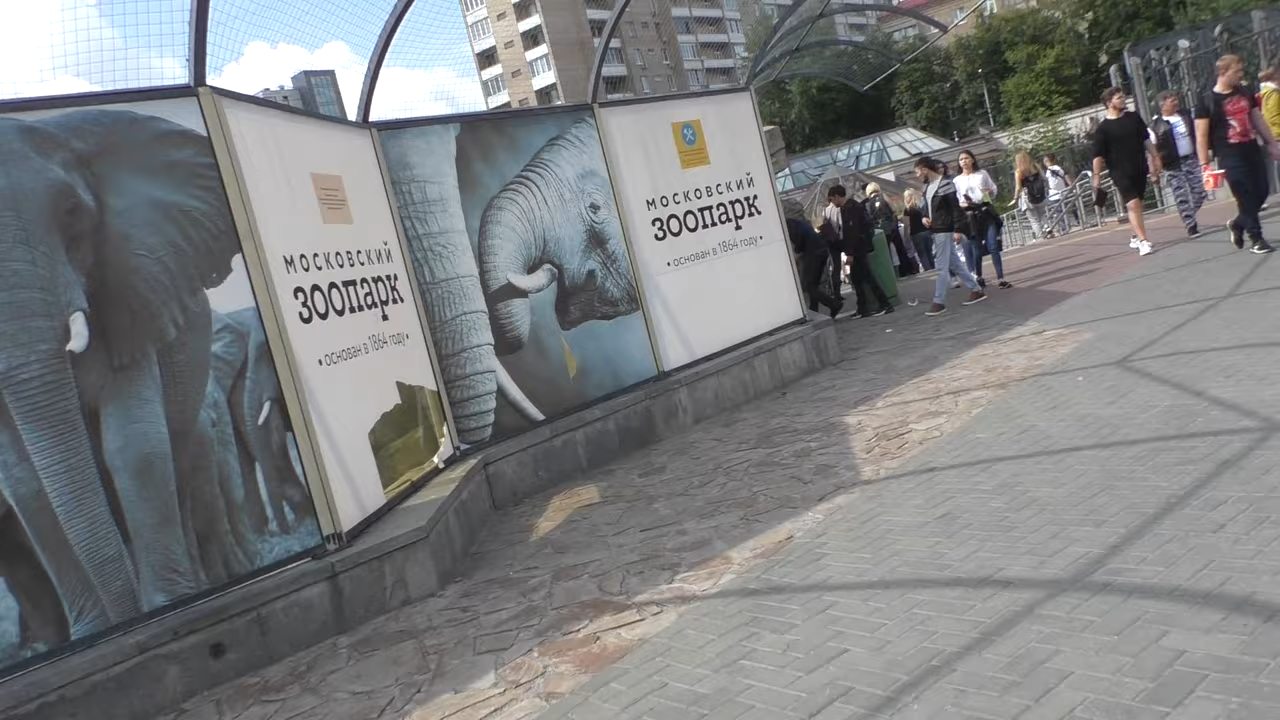 МОСКОВСКИЙ
зоопарк
• основан в 1864 году •
МОСКОВСКИЙ
зоопарк
• основан в 1864 году •